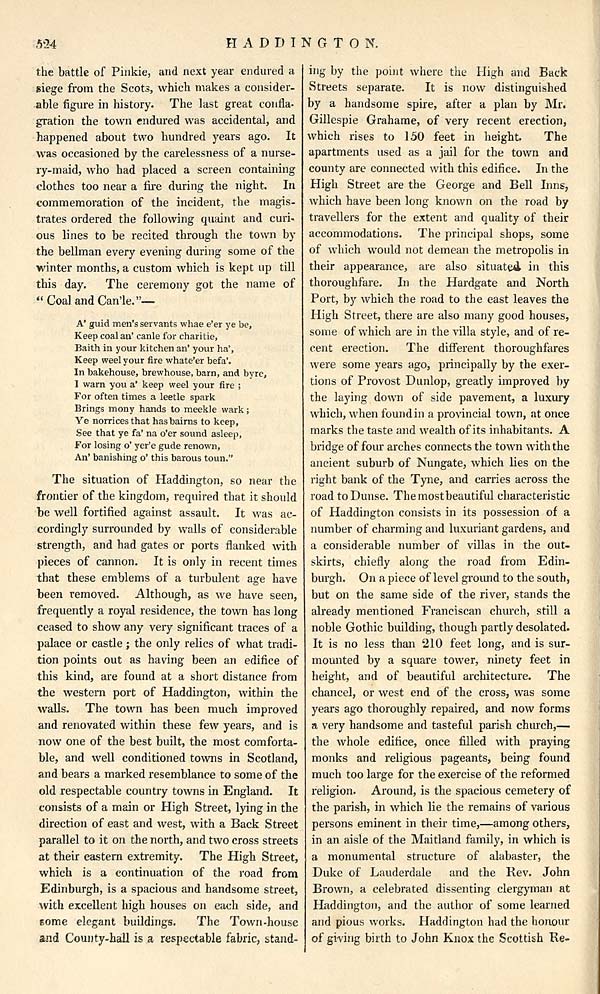 524
HADDINGTON.
the battle of Pinkie, and next year endured a
siege from the Scots, which makes a consider-
able figure in history. The last great confla-
gration the town endured was accidental, and
happened about two hundred years ago. It
was occasioned by the carelessness of a nurse-
ry-maid, who had placed a screen containing
clothes too near a fire during the night. In
commemoration of the incident, the magis-
trates ordered the following quaint and curi-
ous lines to be recited through the town by
the bellman every evening during some of the
winter months, a custom which is kept up till
this day. The ceremony got the name of
“ Coal and Can'le."—
A' guid men's servants whae e'er ye be,
Keep coal an' canle for charitie,
Baith in your kitchen an' your ha',
Keep weel your fire whate'er befa'.
In bakehouse, brewhouse, barn, and byre,
I warn you a' keep weel your fire ;
For often times a leetle spark
Brings mony hands to meekle wark ;
Ye norrices that has bairns to keep,
See that ye fa' na o'er sound asleep,
For losing o' yer'e gude renown,
An' banishing o' this barous toun."
The situation of Haddington, so near the
frontier of the kingdom, required that it should
be well fortified against assault. It was ac-
cordingly surrounded by walls of considerable
strength, and had gates or ports flanked with
pieces of cannon. It is only in recent times
that these emblems of a turbulent age have
been removed. Although, as we have seen,
frequently a royal residence, the town has long
ceased to show any very significant traces of a
palace or castle ; the only relics of what tradi-
tion points out as having been an edifice of
this kind, are found at a short distance from
the western port of Haddington, within the
walls. The town has been much improved
and renovated within these few years, and is
now one of the best built, the most comforta-
ble, and well conditioned towns in Scotland,
and bears a marked resemblance to some of the
old respectable country towns in England. It
consists of a main or High Street, lying in the
direction of east and west, with a Back Street
parallel to it on the north, and two cross streets
at their eastern extremity. The High Street,
which is a continuation of the road from
Edinburgh, is a spacious and handsome street,
with excellent high houses on each side, and
some elegant buildings. The Town-house
and County-hall is a respectable fabric, stand-
ing by the point where the High and Back
Streets separate. It is now distinguished
by a handsome spire, after a plan by Mr.
Gillespie Grahame, of very recent erection,
which rises to 150 feet in height. The
apartments used as a jail for the town and
county are connected with this edifice. In the
High Street are the George and Bell Inns,
which have been long known on the road by
travellers for the extent and quality of their
accommodations. The principal shops, some
of which would not demean the metropolis in
their appearance, are also situated in this
thoroughfare. In the Hardgate and North
Port, by which the road to the east leaves the
High Street, there are also many good houses,
some of which are in the villa style, and of re-
cent erection. The different thoroughfares
were some years ago, principally by the exer-
tions of Provost Dunlop, greatly improved by
the laying down of side pavement, a luxury
which, when found in a provincial town, at once
marks the taste and wealth of its inhabitants. A
bridge of four arches connects the town with the
ancient suburb of Nungate, which lies on the
right bank of the Tyne, and carries across the
road to Dunse. The most beautiful characteristic
of Haddington consists in its possession of a
number of charming and luxuriant gardens, and
a considerable number of villas in the out-
skirts, chiefly along the road from Edin-
burgh. On a piece of level ground to the south,
but on the same side of the river, stands the
already mentioned Franciscan church, still a
noble Gothic building, though partly desolated.
It is no less than 210 feet long, and is sur-
mounted by a square tower, ninety feet in
height, and of beautiful architecture. The
chancel, or west end of the cross, was some
years ago thoroughly repaired, and now forms
a very handsome and tasteful parish church,—
the whole edifice, once filled with praying
monks and religious pageants, being found
much too large for the exercise of the reformed
religion. Around, is the spacious cemetery of
the parish, in which lie the remains of various
persons eminent in their time,—among others,
in an aisle of the Maitland family, in which is
a monumental structure of alabaster, the
Duke of Lauderdale and the Rev. John
Brown, a celebrated dissenting clergyman at
Haddington, and the author of some learned
and pious works. Haddington had the honour
of giving birth to John Knox the Scottish Re-